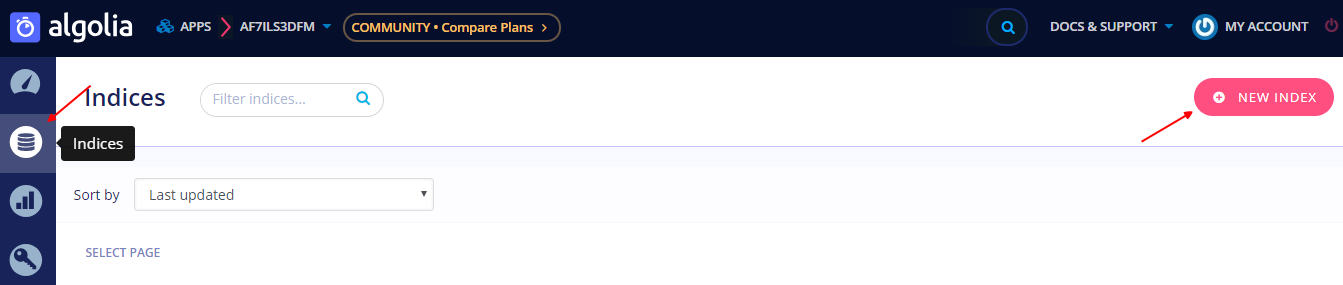 algolia APPS AF7ILS3DFM COMMUNITY • Compare Plans DOCS & SUPPORT MY ACCOUNT
Indices Filter indices... NEW INDEX
Indices
Sort by Last updated
SELECT PAGE